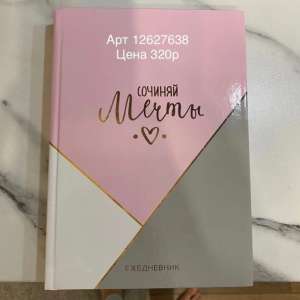 Арт 12627638
Цена 320р
СОЧИНЯЙ
Мечты
ЕЖЕДНЕВНИК